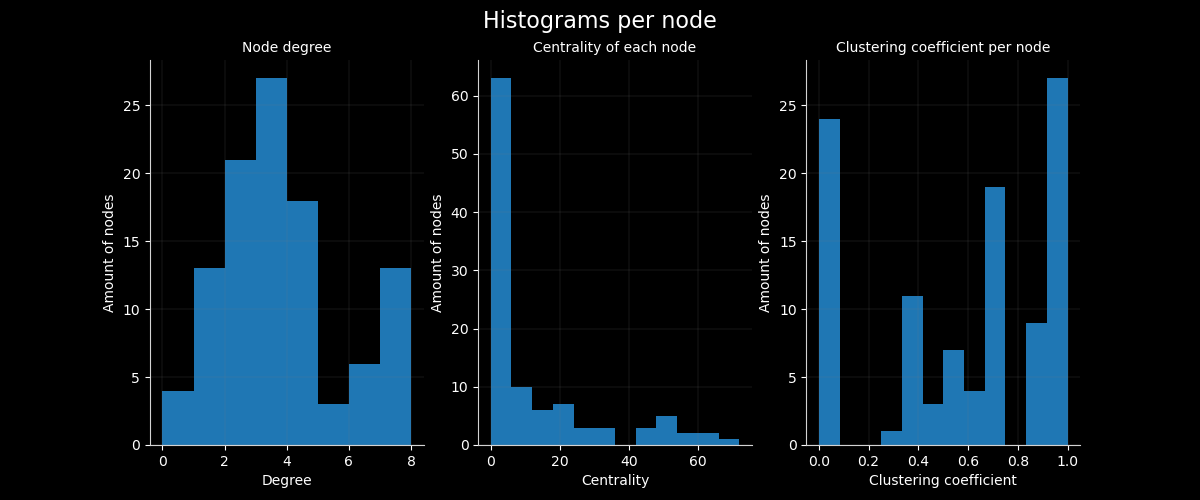 Histograms per node
Node degree
Centrality of each node
Clustering coefficient per node
Amount of nodes
0
5
10
15
20
25
0 2 4 6 8
Degree
Amount of nodes
0
10
20
30
40
50
60
0 20 40 60
Centrality
Amount of nodes
0
5
10
15
20
25
0.0 0.2 0.4 0.6 0.8 1.0
Clustering coefficient